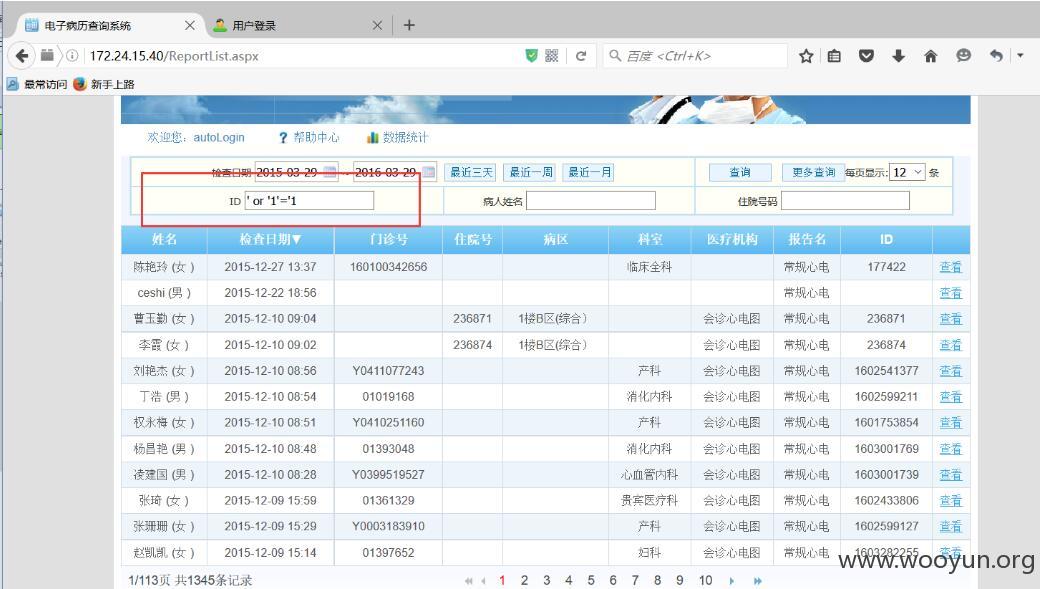 电子病历查询系统 用户登录
172.24.15.40/ReportList.aspx 百度 <Ctrl+K>
最常访问 新手上路
欢迎您：autoLogin ? 帮助中心 数据统计
检查日期 2015-03-29 ~ 2016-03-29 最近三天 最近一周 最近一月 查询 更多查询 每页显示: 12 条
ID ' or '1'='1 病人姓名 住院号码
姓名 检查日期▼ 门诊号 住院号 病区 科室 医疗机构 报告名 ID
陈艳玲 (女 ) 2015-12-27 13:37 160100342656 临床全科 常规心电 177422 查看
ceshi (男 ) 2015-12-22 18:56 常规心电 查看
曹玉勤 (女 ) 2015-12-10 09:04 236871 1楼B区(综合) 会诊心电图 常规心电 236871 查看
李霞 (女 ) 2015-12-10 09:02 236874 1楼B区(综合) 会诊心电图 常规心电 236874 查看
刘艳杰 (女 ) 2015-12-10 08:56 Y0411077243 产科 会诊心电图 常规心电 1602541377 查看
丁浩 (男 ) 2015-12-10 08:54 01019168 消化内科 会诊心电图 常规心电 1602599211 查看
权永梅 (女 ) 2015-12-10 08:51 Y0410251160 产科 会诊心电图 常规心电 1601753854 查看
杨昌艳 (男 ) 2015-12-10 08:48 01393048 消化内科 会诊心电图 常规心电 1603001769 查看
凌建国 (男 ) 2015-12-10 08:28 Y0399519527 心血管内科 会诊心电图 常规心电 1603001739 查看
张琦 (女 ) 2015-12-09 15:59 01361329 贵宾医疗科 会诊心电图 常规心电 1602433806 查看
张珊珊 (女 ) 2015-12-09 15:29 Y0003183910 产科 会诊心电图 常规心电 1602599127 查看
赵凯凯 (女 ) 2015-12-09 15:14 01397652 妇科 会诊心电图 常规心电 1603282255 查看
www.wooyun.org
1/113页 共1345条记录 1 2 3 4 5 6 7 8 9 10